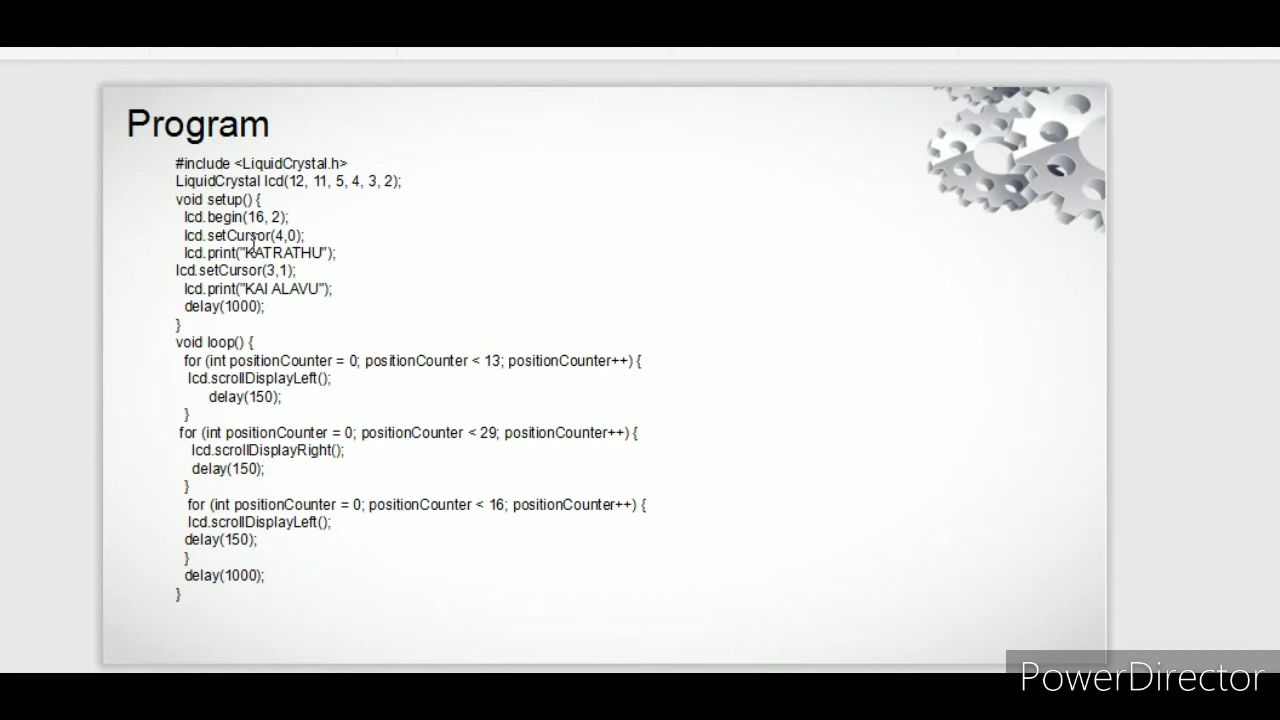 Program
#include <LiquidCrystal.h>
LiquidCrystal lcd(12, 11, 5, 4, 3, 2);
void setup() {
lcd.begin(16, 2);
lcd.setCursor(4,0);
lcd.print("KATRATHU");
lcd.setCursor(3,1);
lcd.print("KAI ALAVU");
delay(1000);
}
void loop() {
for (int positionCounter = 0; positionCounter < 13; positionCounter++) {
lcd.scrollDisplayLeft();
delay(150);
}
for (int positionCounter = 0; positionCounter < 29; positionCounter++) {
lcd.scrollDisplayRight();
delay(150);
}
for (int positionCounter = 0; positionCounter < 16; positionCounter++) {
lcd.scrollDisplayLeft();
delay(150);
}
delay(1000);
}
PowerDirector